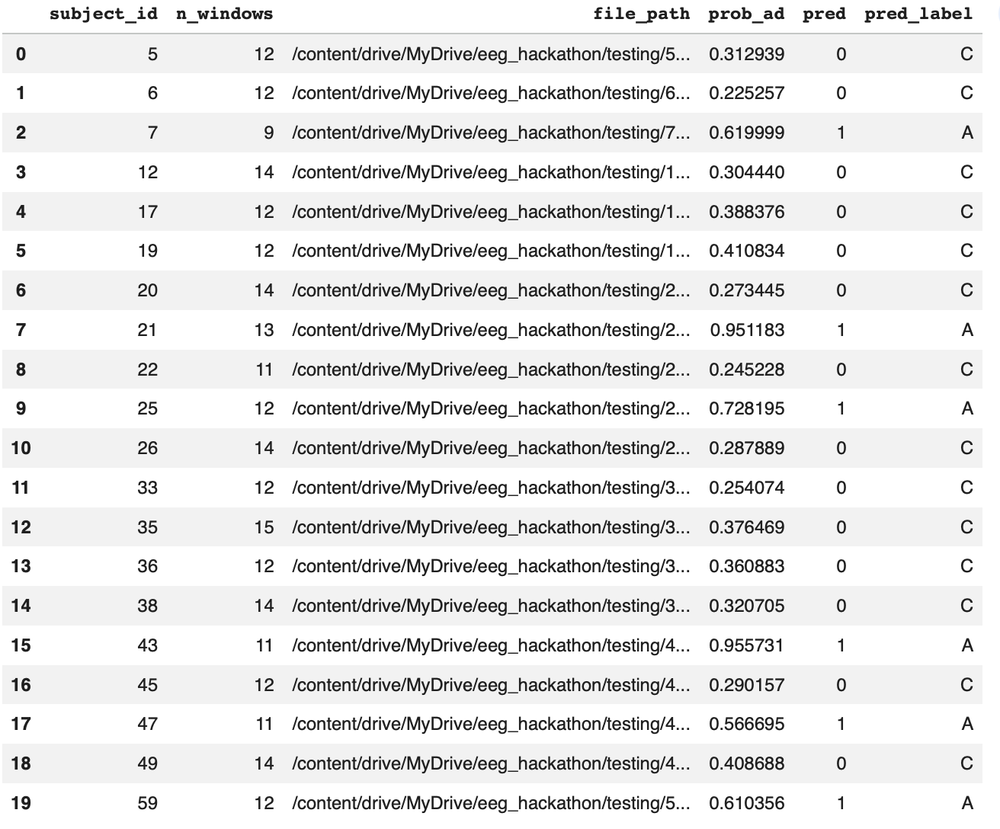 subject_id n_windows file_path prob_ad pred pred_label
0 5 12 /content/drive/MyDrive/eeg_hackathon/testing/5... 0.312939 0 C
1 6 12 /content/drive/MyDrive/eeg_hackathon/testing/6... 0.225257 0 C
2 7 9 /content/drive/MyDrive/eeg_hackathon/testing/7... 0.619999 1 A
3 12 14 /content/drive/MyDrive/eeg_hackathon/testing/1... 0.304440 0 C
4 17 12 /content/drive/MyDrive/eeg_hackathon/testing/1... 0.388376 0 C
5 19 12 /content/drive/MyDrive/eeg_hackathon/testing/1... 0.410834 0 C
6 20 14 /content/drive/MyDrive/eeg_hackathon/testing/2... 0.273445 0 C
7 21 13 /content/drive/MyDrive/eeg_hackathon/testing/2... 0.951183 1 A
8 22 11 /content/drive/MyDrive/eeg_hackathon/testing/2... 0.245228 0 C
9 25 12 /content/drive/MyDrive/eeg_hackathon/testing/2... 0.728195 1 A
10 26 14 /content/drive/MyDrive/eeg_hackathon/testing/2... 0.287889 0 C
11 33 12 /content/drive/MyDrive/eeg_hackathon/testing/3... 0.254074 0 C
12 35 15 /content/drive/MyDrive/eeg_hackathon/testing/3... 0.376469 0 C
13 36 12 /content/drive/MyDrive/eeg_hackathon/testing/3... 0.360883 0 C
14 38 14 /content/drive/MyDrive/eeg_hackathon/testing/3... 0.320705 0 C
15 43 11 /content/drive/MyDrive/eeg_hackathon/testing/4... 0.955731 1 A
16 45 12 /content/drive/MyDrive/eeg_hackathon/testing/4... 0.290157 0 C
17 47 11 /content/drive/MyDrive/eeg_hackathon/testing/4... 0.566695 1 A
18 49 14 /content/drive/MyDrive/eeg_hackathon/testing/4... 0.408688 0 C
19 59 12 /content/drive/MyDrive/eeg_hackathon/testing/5... 0.610356 1 A